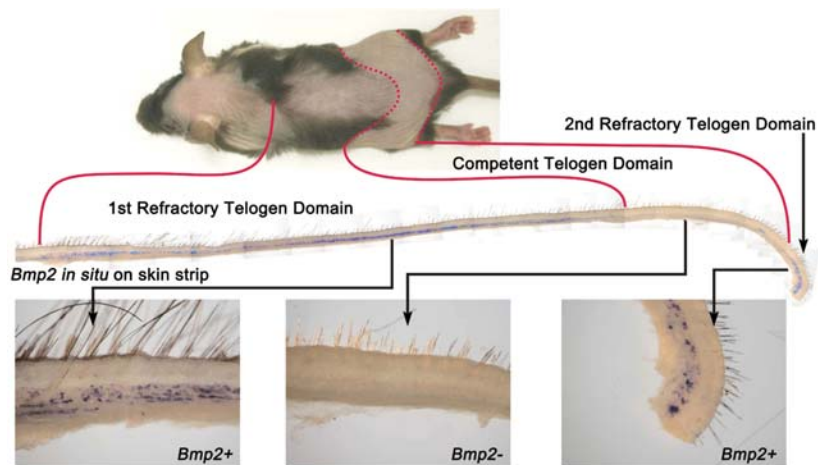 2nd Refractory Telogen Domain
Competent Telogen Domain
1st Refractory Telogen Domain
Bmp2 in situ on skin strip
Bmp2+
Bmp2-
Bmp2+